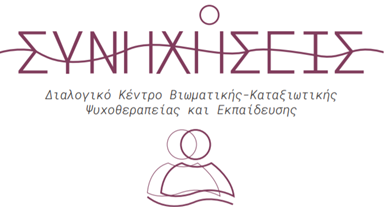 ΣΥΝΗΧΗΣΕΙΣ
Διαλογικό Κέντρο Βιωματικής-Καταξιωτικής
Ψυχοθεραπείας και Εκπαίδευσης